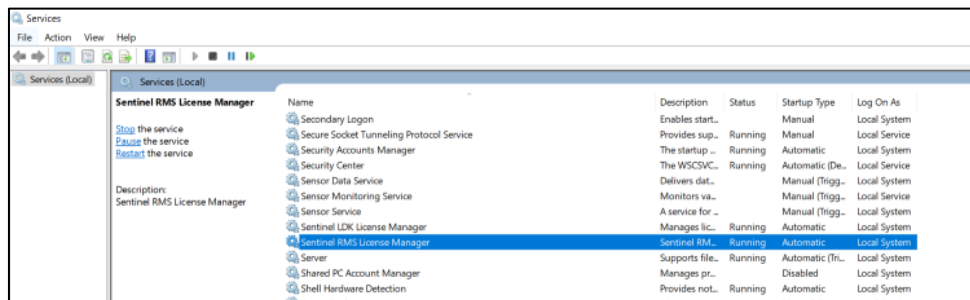 Services
File Action View Help
Services (Local)
Services (Local)
Sentinel RMS License Manager
Stop the service
Pause the service
Restart the service
Description:
Sentinel RMS License Manager
Name Description Status Startup Type Log On As
Secondary Logon Enables start... Manual Local System
Secure Socket Tunneling Protocol Service Provides sup... Running Manual Local Service
Security Accounts Manager The startup ... Running Automatic Local System
Security Center The WSCSVC... Running Automatic (De... Local Service
Sensor Data Service Delivers dat... Manual (Trigg... Local System
Sensor Monitoring Service Monitors va... Manual (Trigg... Local Service
Sensor Service A service for ... Manual (Trigg... Local System
Sentinel LDK License Manager Manages lic... Running Automatic Local System
Sentinel RMS License Manager Sentinel RM... Running Automatic Local System
Server Supports file... Running Automatic (Tri... Local System
Shared PC Account Manager Manages pr... Disabled Local System
Shell Hardware Detection Provides not... Running Automatic Local System